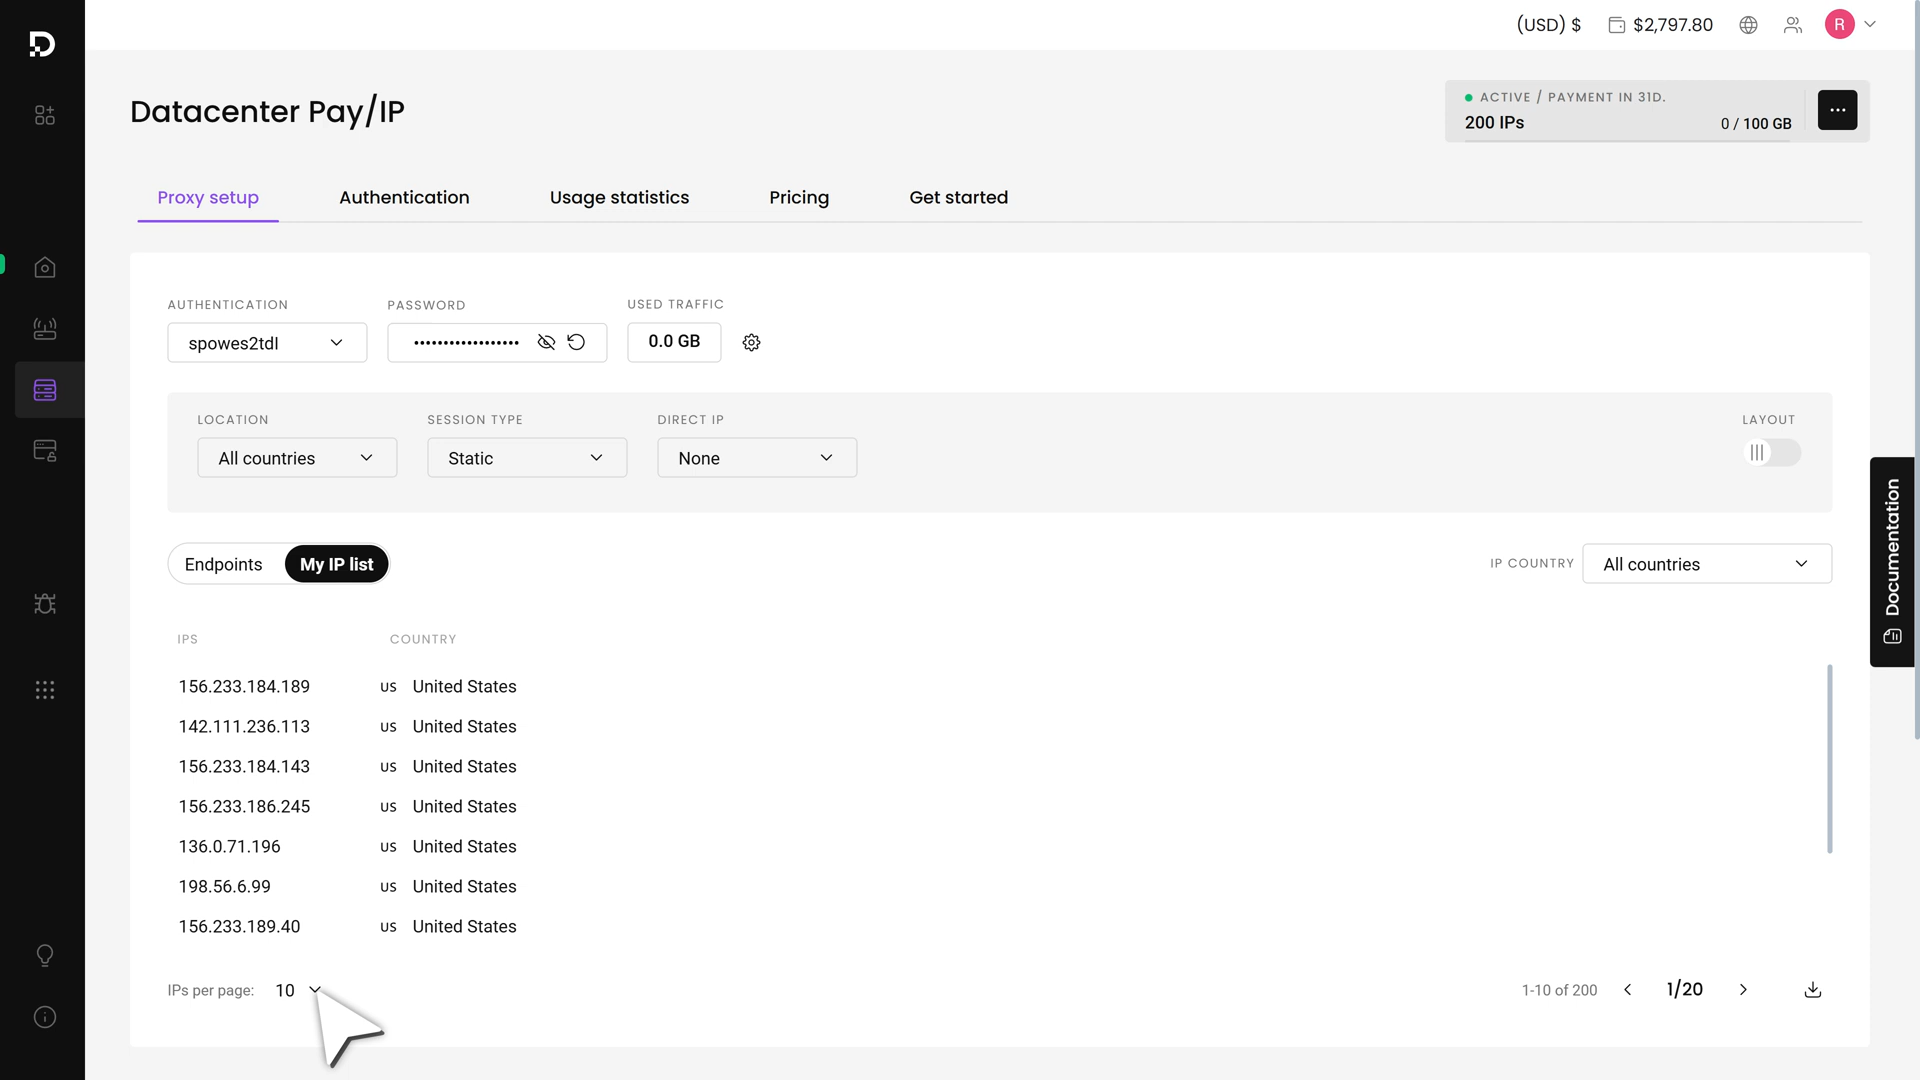 (USD) $
$2,797.80
R
Datacenter Pay/IP
ACTIVE / PAYMENT IN 31D.
200 IPs
0 / 100 GB
...
Proxy setup
Authentication
Usage statistics
Pricing
Get started
AUTHENTICATION
PASSWORD
USED TRAFFIC
spowes2tdl
••••••••••••••••••
0.0 GB
LOCATION
SESSION TYPE
DIRECT IP
LAYOUT
All countries
Static
None
Documentation
Endpoints
My IP list
IP COUNTRY
All countries
IPS
COUNTRY
156.233.184.189 US United States
142.111.236.113 US United States
156.233.184.143 US United States
156.233.186.245 US United States
136.0.71.196 US United States
198.56.6.99 US United States
156.233.189.40 US United States
IPs per page: 10
1-10 of 200
1/20